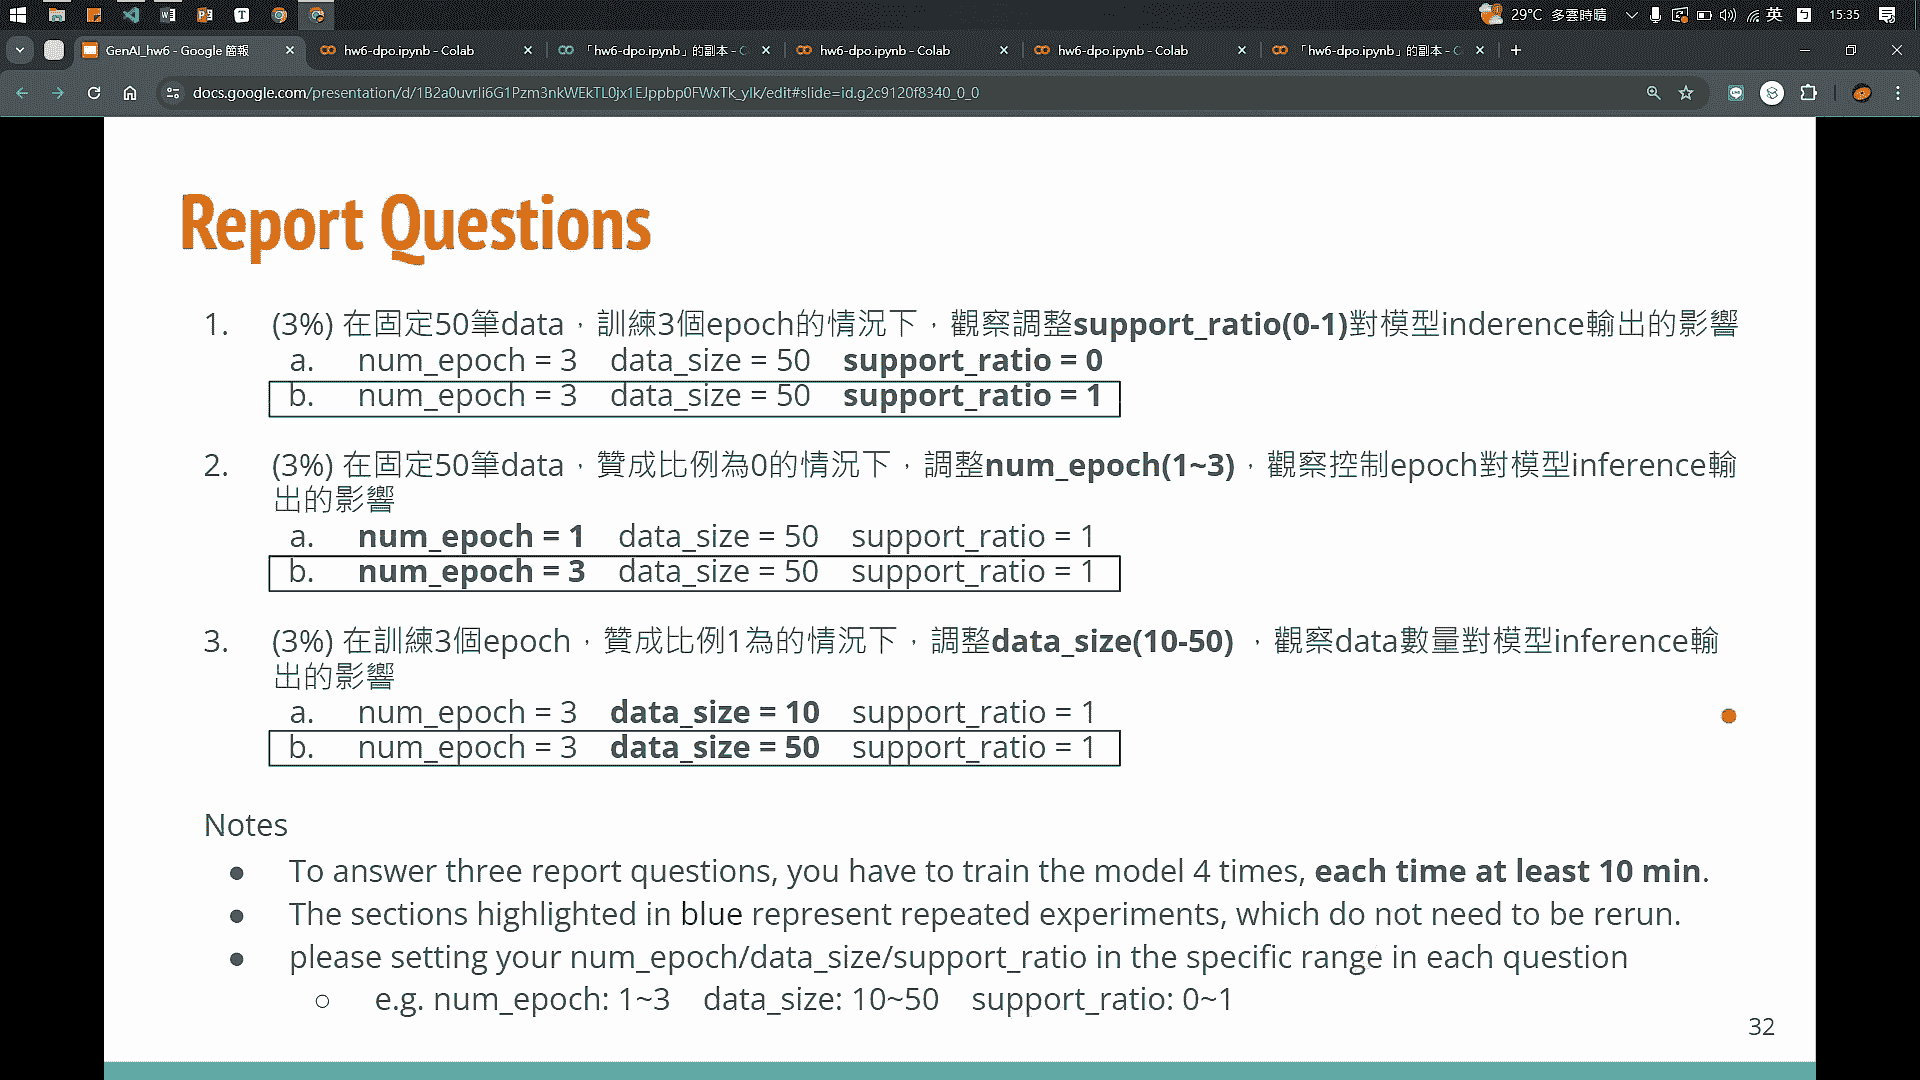 29°C 多雲時晴 英 15:35
GenAI_hw6 - Google 簡報
hw6-dpo.ipynb - Colab
「hw6-dpo.ipynb」的副本 - C
hw6-dpo.ipynb - Colab
hw6-dpo.ipynb - Colab
「hw6-dpo.ipynb」的副本 - C
Report Questions
1. (3%) 在固定50筆data，訓練3個epoch的情況下，觀察調整support_ratio(0-1)對模型inderence輸出的影響
a. num_epoch = 3 data_size = 50 support_ratio = 0
b. num_epoch = 3 data_size = 50 support_ratio = 1
2. (3%) 在固定50筆data，贊成比例為0的情況下，調整num_epoch(1~3)，觀察控制epoch對模型inference輸
出的影響
a. num_epoch = 1 data_size = 50 support_ratio = 1
b. num_epoch = 3 data_size = 50 support_ratio = 1
3. (3%) 在訓練3個epoch，贊成比例1為的情況下，調整data_size(10-50) ，觀察data數量對模型inference輸
出的影響
a. num_epoch = 3 data_size = 10 support_ratio = 1
b. num_epoch = 3 data_size = 50 support_ratio = 1
Notes
● To answer three report questions, you have to train the model 4 times, each time at least 10 min.
● The sections highlighted in blue represent repeated experiments, which do not need to be rerun.
● please setting your num_epoch/data_size/support_ratio in the specific range in each question
○ e.g. num_epoch: 1~3 data_size: 10~50 support_ratio: 0~1
32